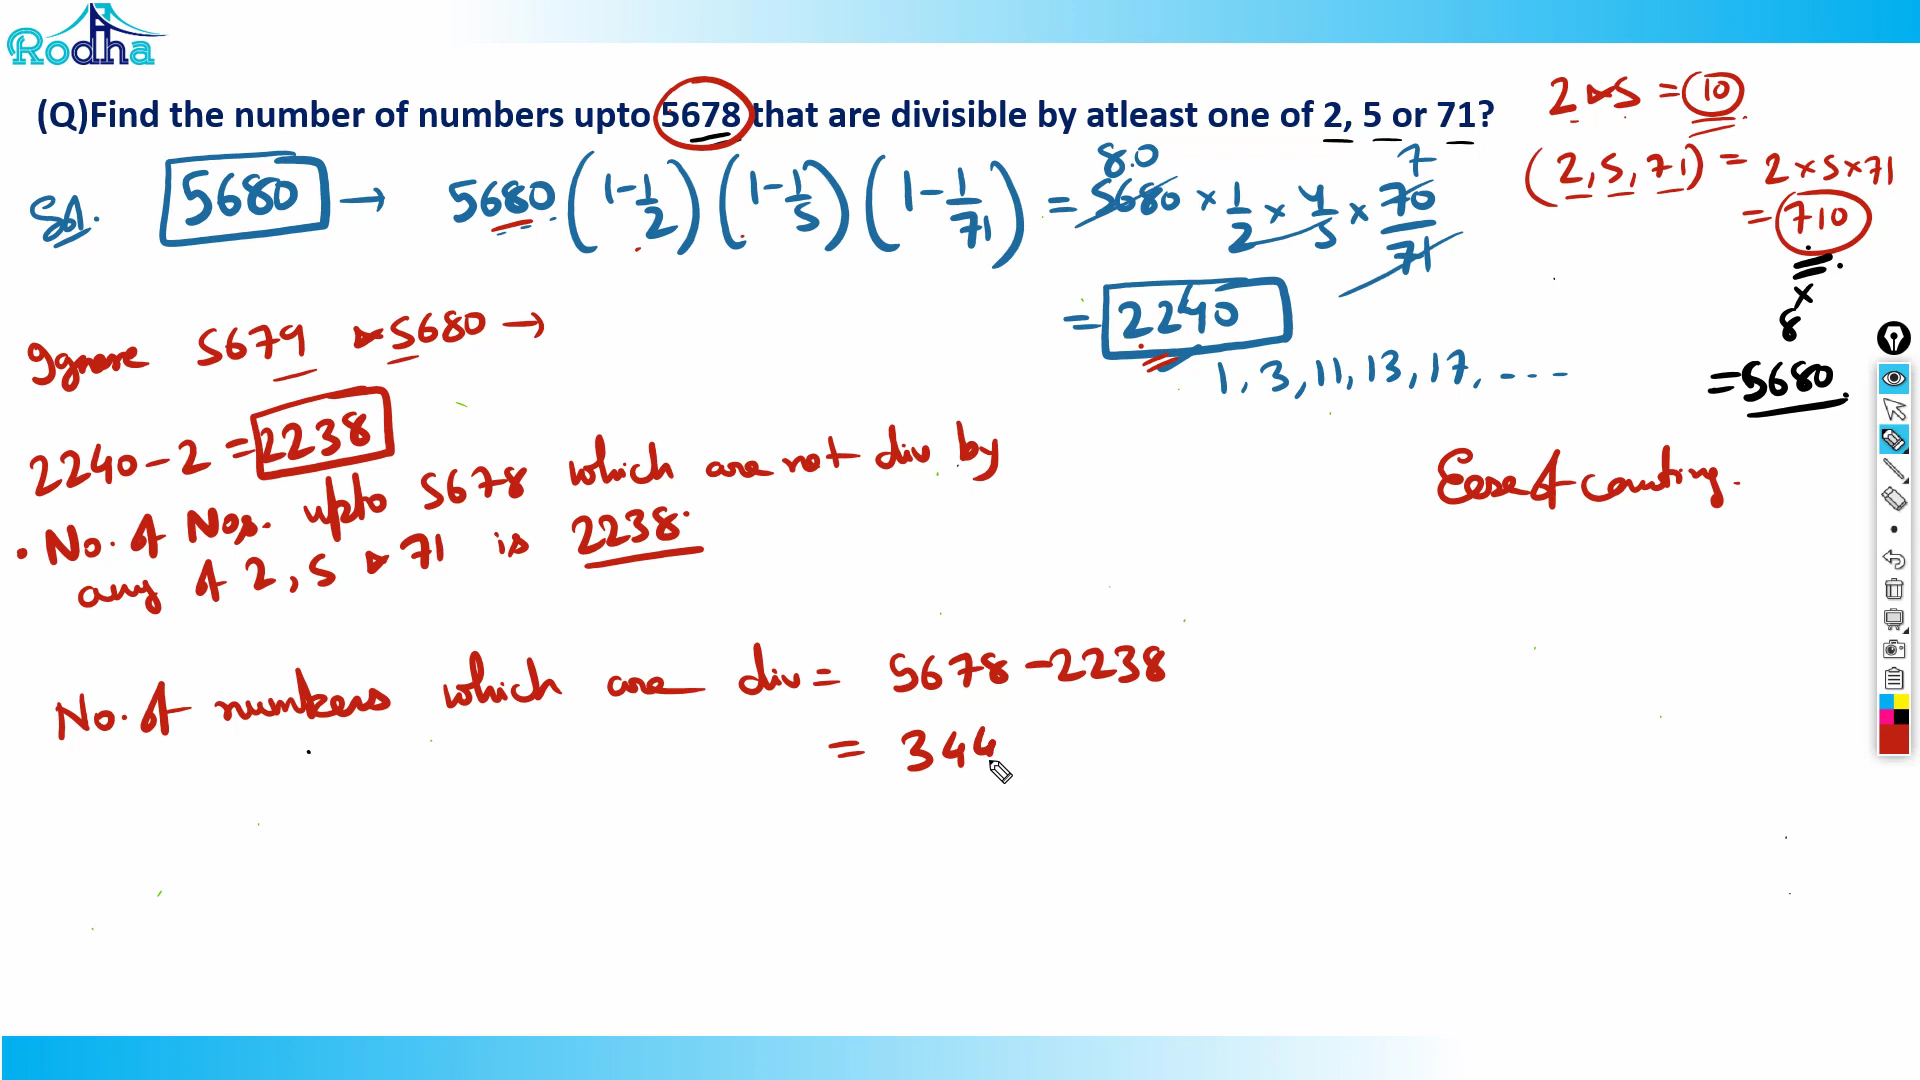 Rodha
(Q)Find the number of numbers upto 5678 that are divisible by atleast one of 2, 5 or 71?
Sol. 5680 → 5680 (1-1/2) (1-1/5) (1-1/71) = 5680 × 1/2 × 4/5 × 70/71
80 7
= 2240
1, 3, 11, 13, 17, ---
2 & 5 = 10
(2, 5, 71) = 2 × 5 × 71
= 710
×
8
= 5680
Ease of counting.
Ignore 5679 & 5680 →
2240 - 2 = 2238
. No. of Nos. upto 5678 which are not div by
any of 2, 5 & 71 is 2238.
No. of numbers which are div = 5678 - 2238
= 344